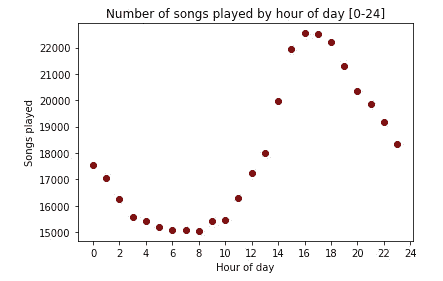 Number of songs played by hour of day [0-24]
22000
21000
20000
19000
18000
17000
16000
15000
Songs played
0 2 4 6 8 10 12 14 16 18 20 22 24
Hour of day